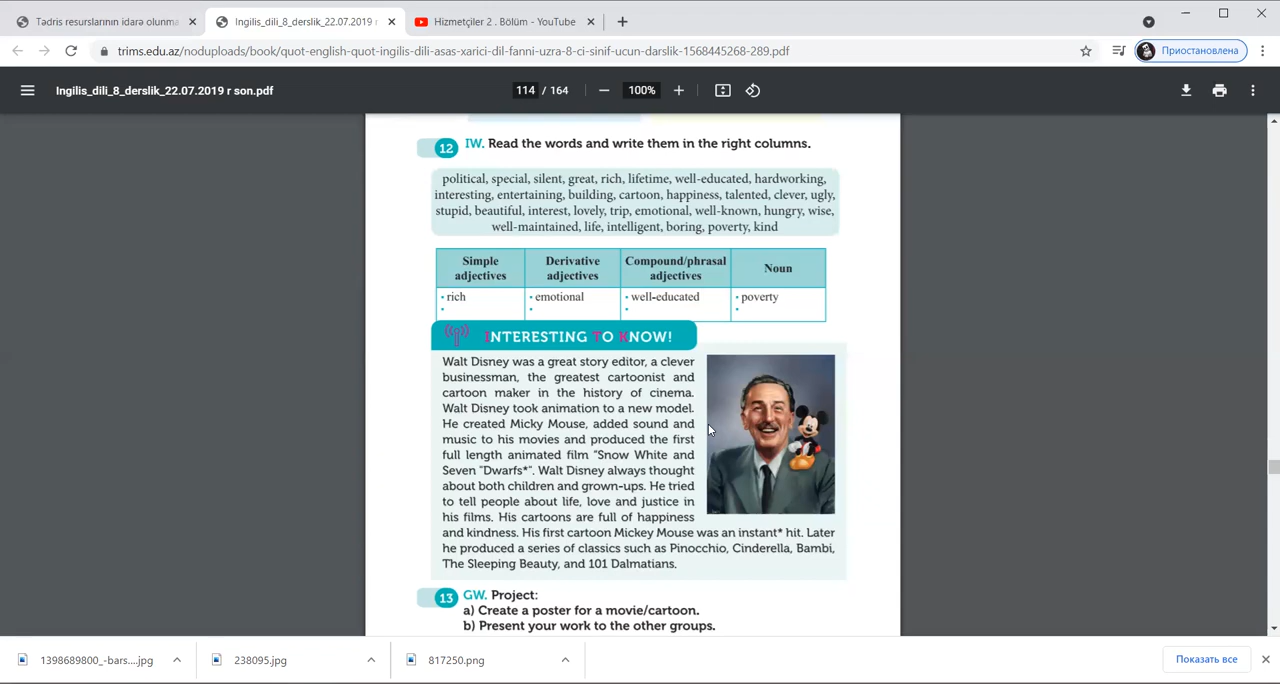 Tədris resurslarının idarə olunma
Ingilis_dili_8_derslik_22.07.2019 r
Hizmetçiler 2 . Bölüm - YouTube
trims.edu.az/noduploads/book/quot-english-quot-ingilis-dili-asas-xarici-dil-fanni-uzra-8-ci-sinif-ucun-darslik-1568445268-289.pdf
Приостановлена
Ingilis_dili_8_derslik_22.07.2019 r son.pdf
114 / 164
100%
12 IW. Read the words and write them in the right columns.
political, special, silent, great, rich, lifetime, well-educated, hardworking,
interesting, entertaining, building, cartoon, happiness, talented, clever, ugly,
stupid, beautiful, interest, lovely, trip, emotional, well-known, hungry, wise,
well-maintained, life, intelligent, boring, poverty, kind
Simple adjectives
Derivative adjectives
Compound/phrasal adjectives
Noun
• rich
• emotional
• well-educated
• poverty
INTERESTING TO KNOW!
Walt Disney was a great story editor, a clever
businessman, the greatest cartoonist and
cartoon maker in the history of cinema.
Walt Disney took animation to a new model.
He created Micky Mouse, added sound and
music to his movies and produced the first
full length animated film “Snow White and
Seven "Dwarfs*". Walt Disney always thought
about both children and grown-ups. He tried
to tell people about life, love and justice in
his films. His cartoons are full of happiness
and kindness. His first cartoon Mickey Mouse was an instant* hit. Later
he produced a series of classics such as Pinocchio, Cinderella, Bambi,
The Sleeping Beauty, and 101 Dalmatians.
13 GW. Project:
a) Create a poster for a movie/cartoon.
b) Present your work to the other groups.
1398689800_-bars....jpg
238095.jpg
817250.png
Показать все